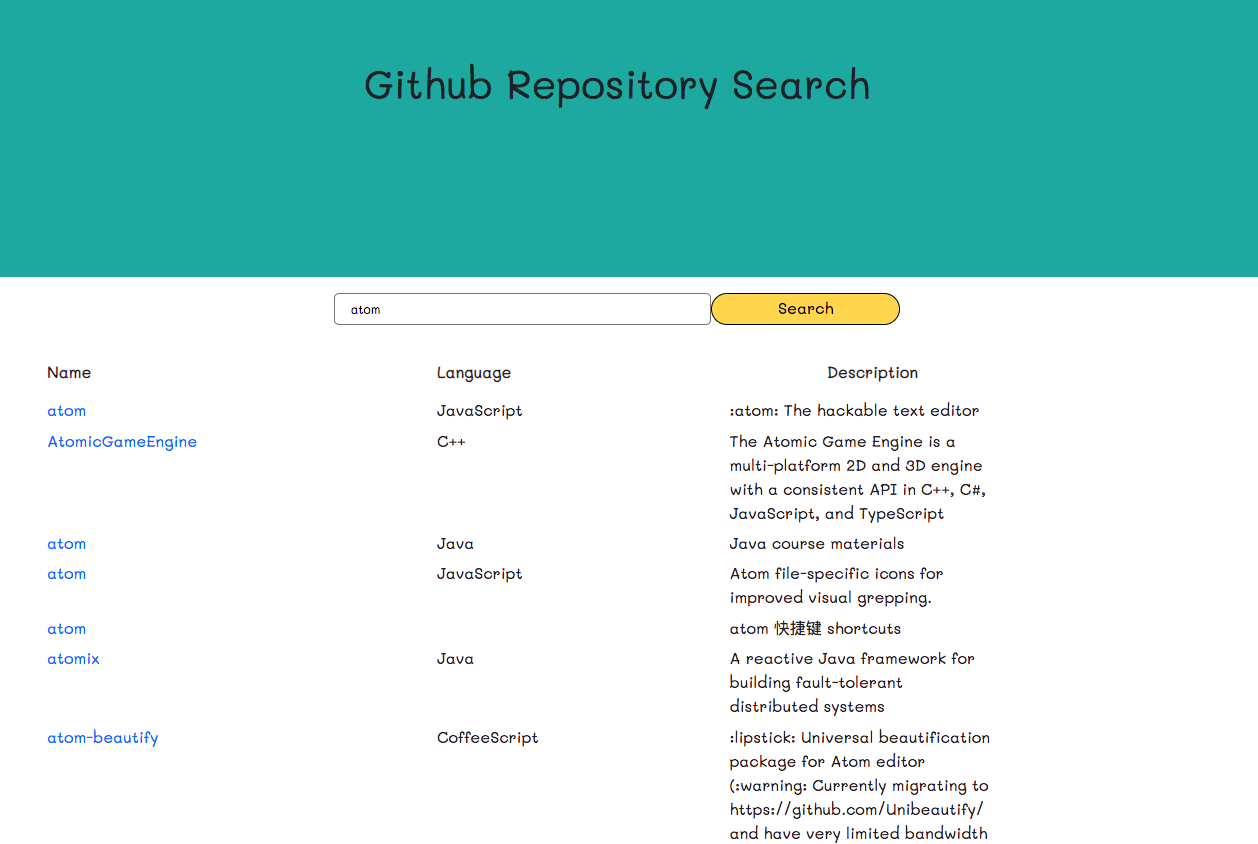 Github Repository Search
atom
Search
Name Language Description
atom JavaScript :atom: The hackable text editor
AtomicGameEngine C++ The Atomic Game Engine is a
multi-platform 2D and 3D engine
with a consistent API in C++, C#,
JavaScript, and TypeScript
atom Java Java course materials
atom JavaScript Atom file-specific icons for
improved visual grepping.
atom atom 快捷键 shortcuts
atomix Java A reactive Java framework for
building fault-tolerant
distributed systems
atom-beautify CoffeeScript :lipstick: Universal beautification
package for Atom editor
(:warning: Currently migrating to
https://github.com/Unibeautify/
and have very limited bandwidth